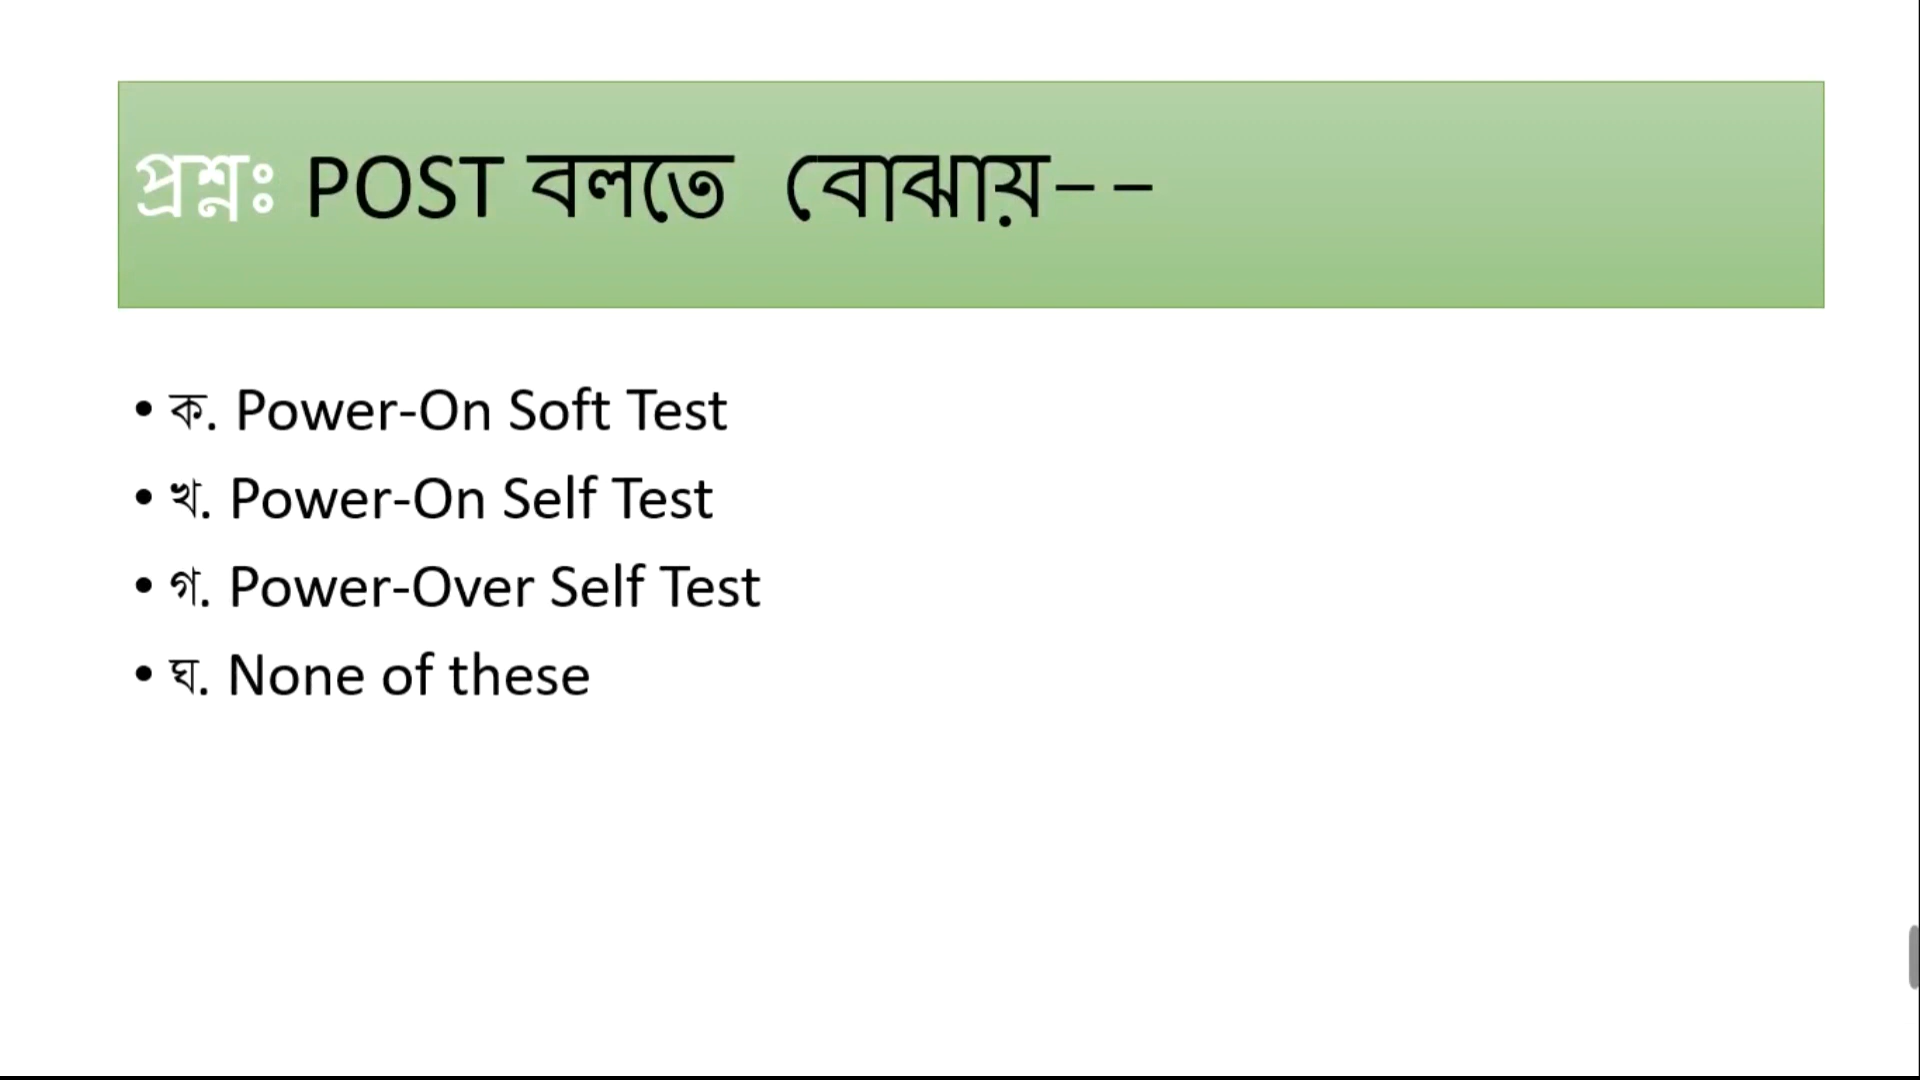 প্রশ্নঃ POST বলতে বোঝায়--
• ক. Power-On Soft Test
• খ. Power-On Self Test
• গ. Power-Over Self Test
• ঘ. None of these